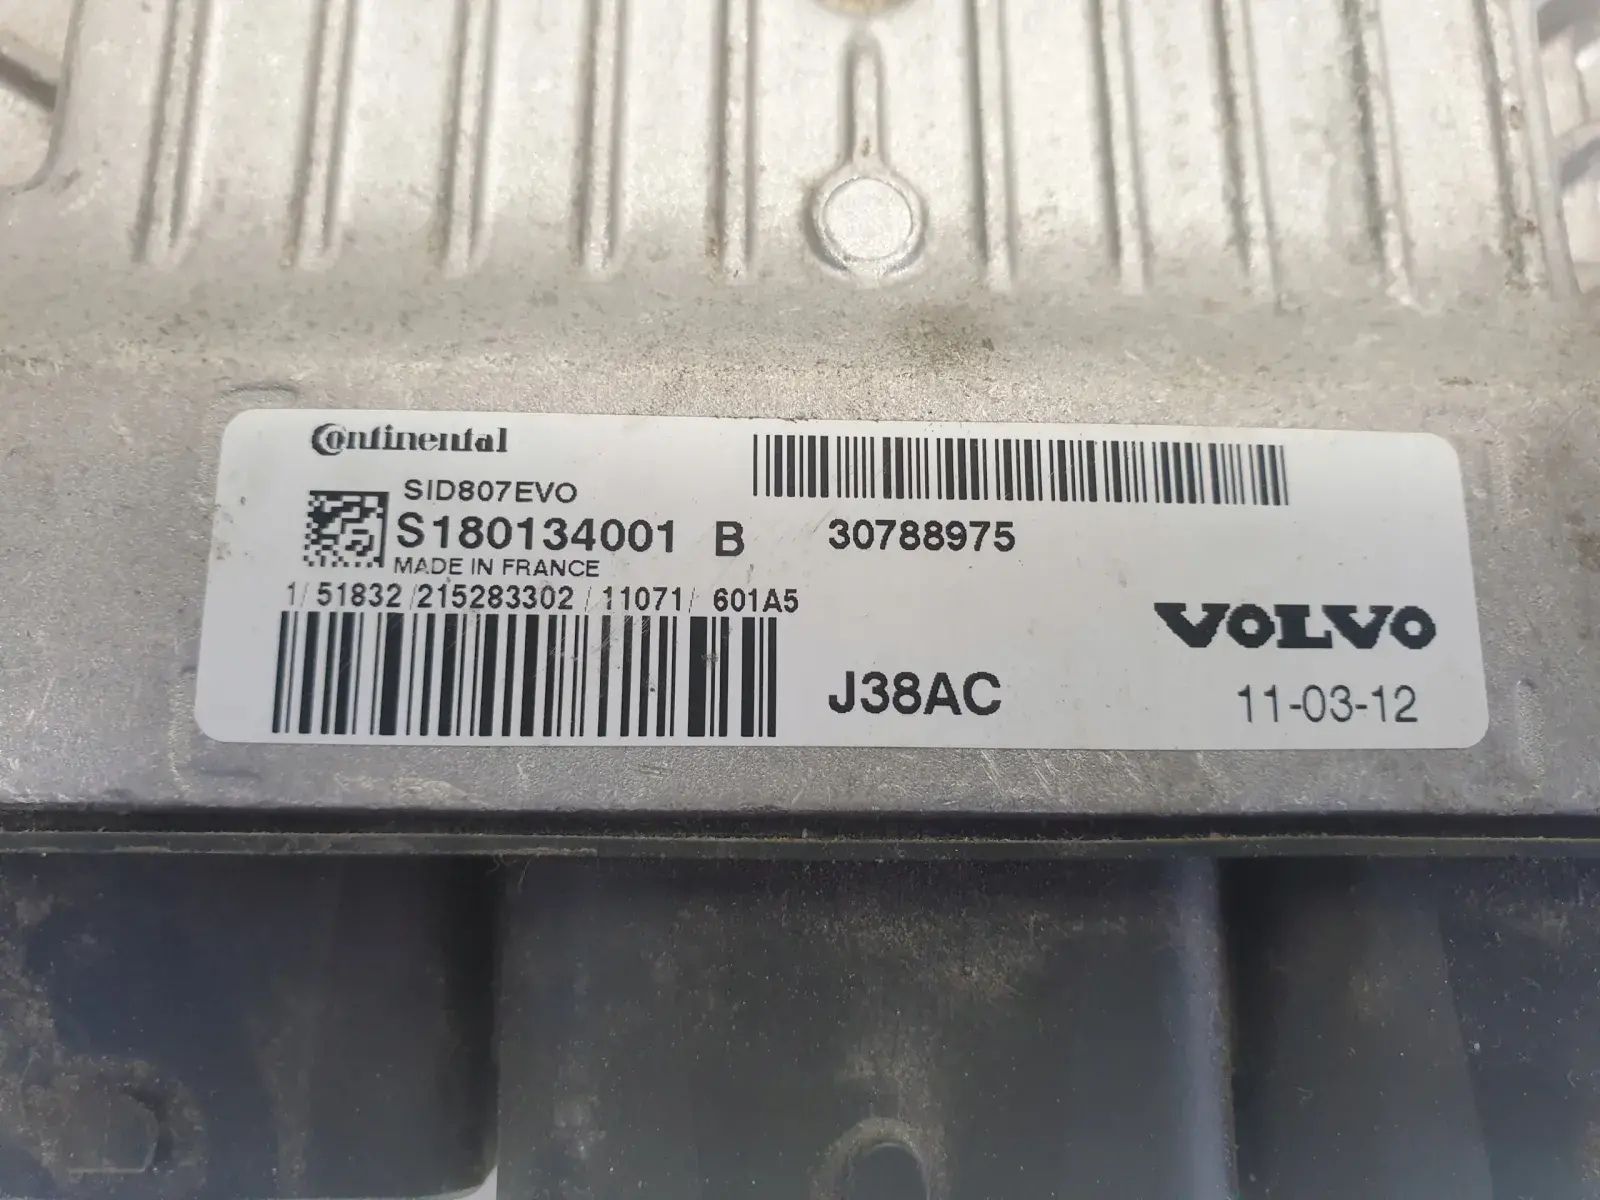 Continental
SID807EVO
S180134001 B 30788975
MADE IN FRANCE
1/ 51832 /215283302 / 11071/ 601A5
VOLVO
J38AC
11-03-12